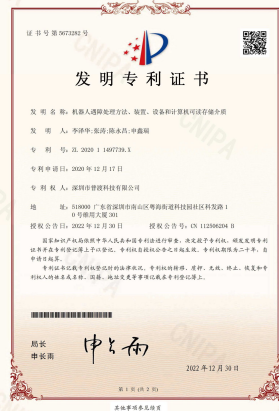 证书号第5673282号
发明专利证书
发明名称：机器人遇障处理方法、装置、设备和计算机可读存储介质
发明人：李泽华;张涛;陈永昌;申鑫瑞
专利号：ZL 2020 1 1497739.X
专利申请日：2020年12月17日
专利权人：深圳市普渡科技有限公司
地址：518000 广东省深圳市南山区粤海街道科技园社区科发路1
0号维用大厦301
授权公告日：2022年12月30日 授权公告号：CN 112506204 B
国家知识产权局依照中华人民共和国专利法进行审查，决定授予专利权，颁发发明专利
证书并在专利登记簿上予以登记。专利权自授权公告之日起生效。专利权期限为二十年，自
申请日起算。
专利证书记载专利权登记时的法律状况。专利权的转移、质押、无效、终止、恢复和专利
权人的姓名或名称、国籍、地址变更等事项记载在专利登记簿上。
局长
申长雨
申长雨
2022年12月30日
第 1 页 (共 2 页)
其他事项参见续页